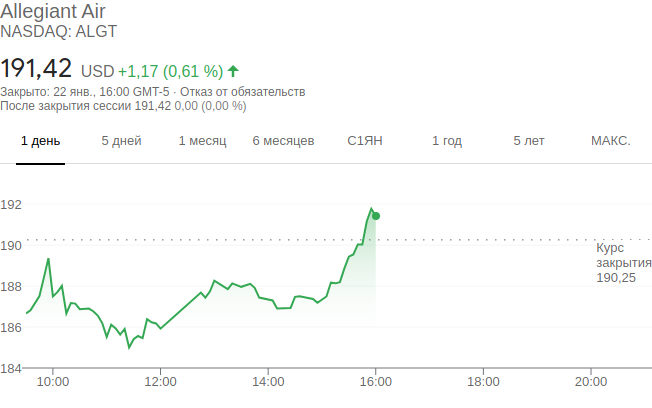 Allegiant Air
NASDAQ: ALGT
191,42 USD +1,17 (0,61 %)
Закрыто: 22 янв., 16:00 GMT-5 · Отказ от обязательств
После закрытия сессии 191,42 0,00 (0,00 %)
1 день 5 дней 1 месяц 6 месяцев С1ЯН 1 год 5 лет МАКС.
192
190
Курс
закрытия
190,25
188
186
184
10:00 12:00 14:00 16:00 18:00 20:00